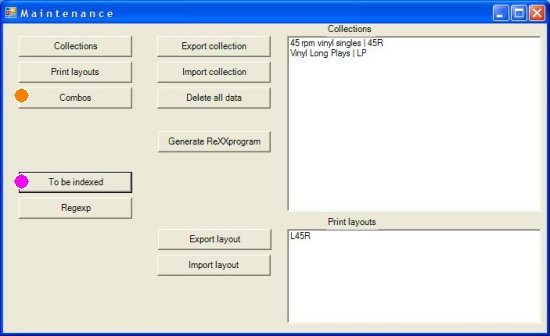 Maintenance
Collections
Collections
Export collection
45 rpm vinyl singles | 45R
Vinyl Long Plays | LP
Print layouts
Import collection
Combos
Delete all data
Generate ReXXprogram
To be indexed
Regexp
Print layouts
Export layout
L45R
Import layout